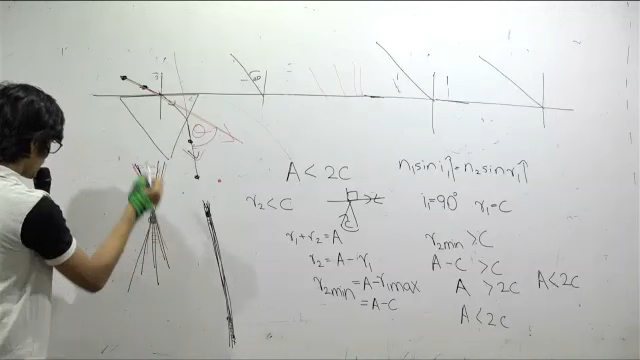 A < 2C
n₁sin i₁↑ = n₂sin r₁↑
r₂ < C
C
i₁ = 90° r₁ = C
r₁ + r₂ = A
r₂min > C
r₂ = A - r₁
A - C > C
r₂min = A - r₁max
A > 2C A < 2C
= A - C
A < 2C